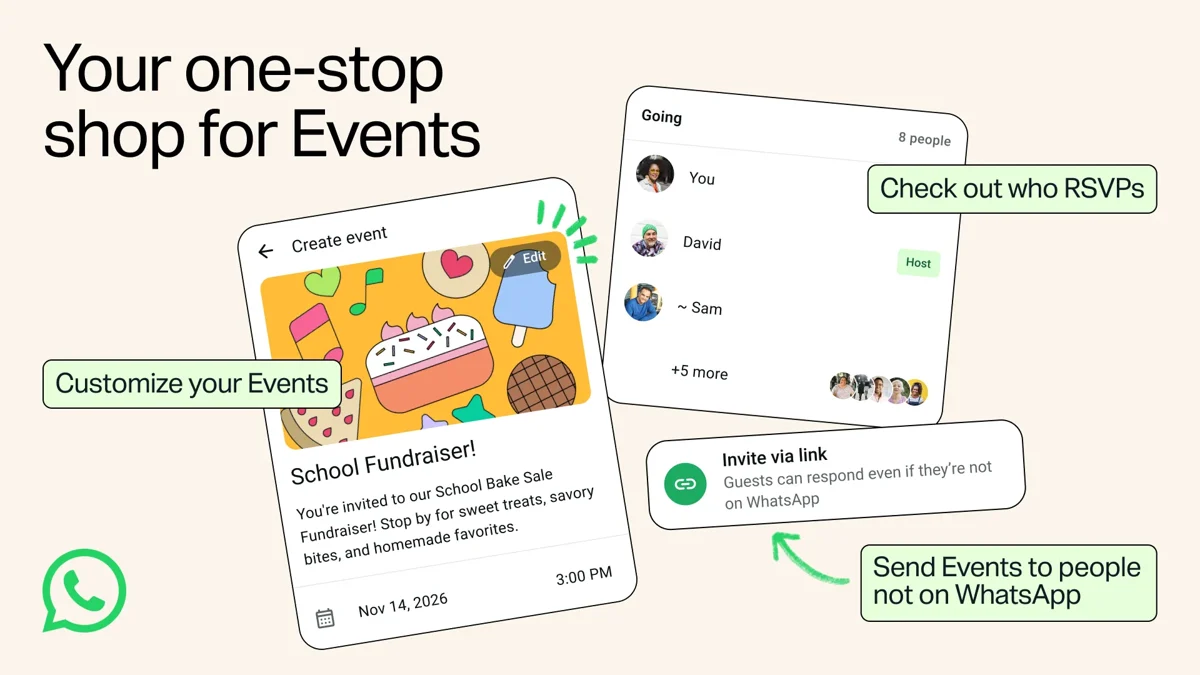 Your one-stop
shop for Events
Create event
Edit
Customize your Events
School Fundraiser!
You're invited to our School Bake Sale
Fundraiser! Stop by for sweet treats, savory
bites, and homemade favorites.
Nov 14, 2026
3:00 PM
Going
8 people
Check out who RSVPs
You
David
Host
~ Sam
+5 more
Invite via link
Guests can respond even if they're not
on WhatsApp
Send Events to people
not on WhatsApp